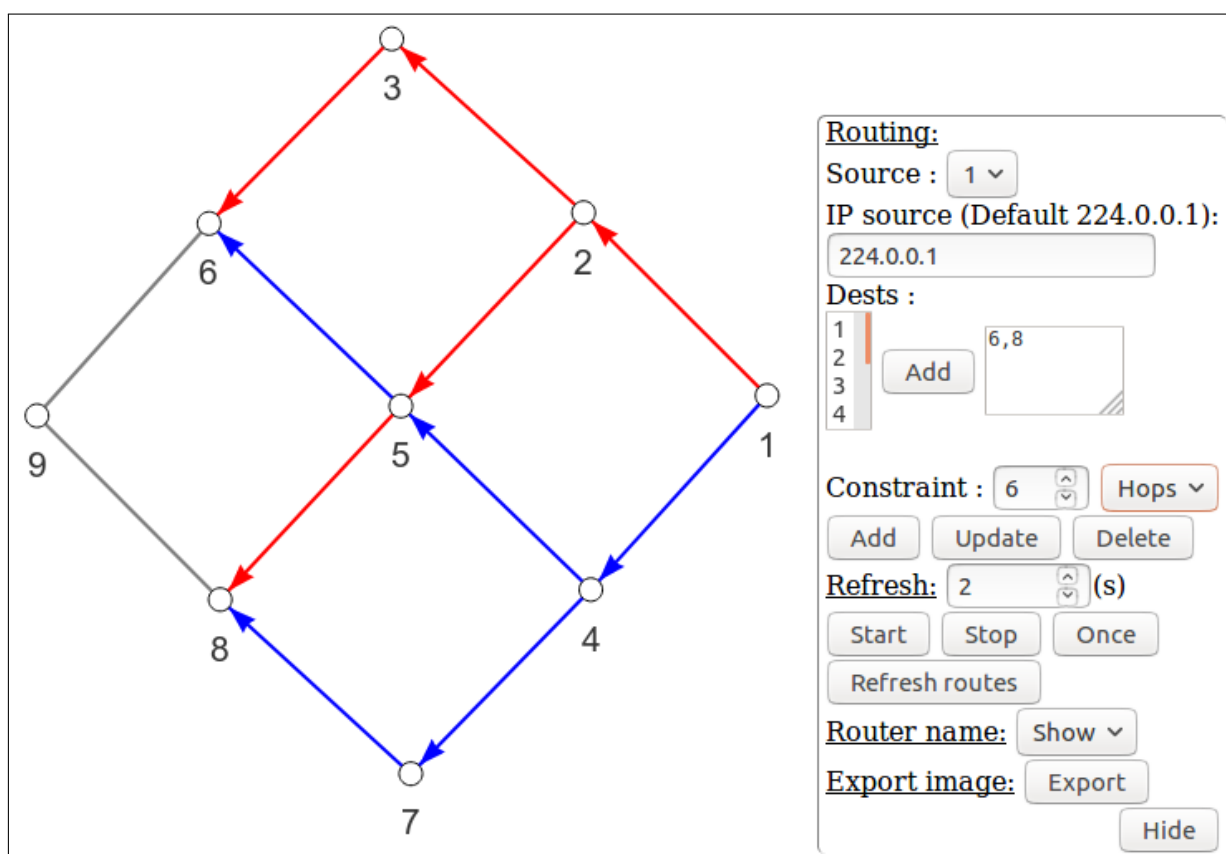 3
6
2
9
5
1
8
4
7
Routing:
Source : 1
IP source (Default 224.0.0.1):
224.0.0.1
Dests :
1
2
3
4
Add
6,8
Constraint : 6 Hops
Add Update Delete
Refresh: 2 (s)
Start Stop Once
Refresh routes
Router name: Show
Export image: Export
Hide